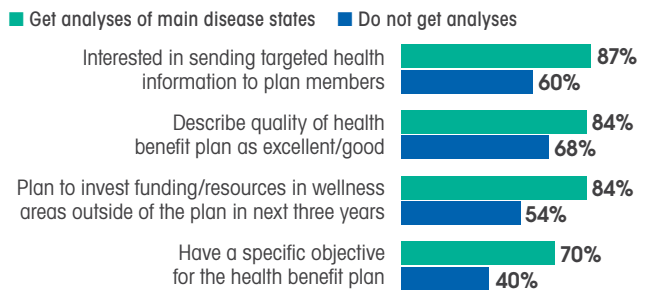 Get analyses of main disease states Do not get analyses
Interested in sending targeted health
information to plan members
87%
60%
Describe quality of health
benefit plan as excellent/good
84%
68%
Plan to invest funding/resources in wellness
areas outside of the plan in next three years
84%
54%
Have a specific objective
for the health benefit plan
70%
40%